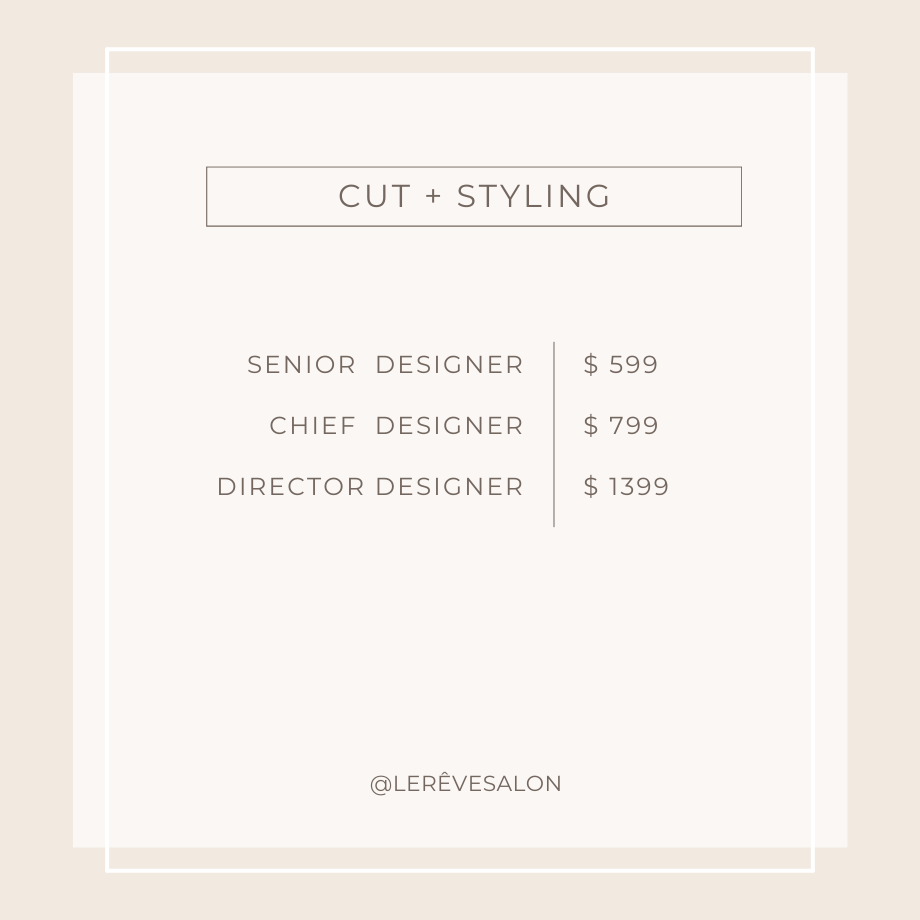 CUT + STYLING
SENIOR DESIGNER $ 599
CHIEF DESIGNER $ 799
DIRECTOR DESIGNER $ 1399
@LERÊVESALON